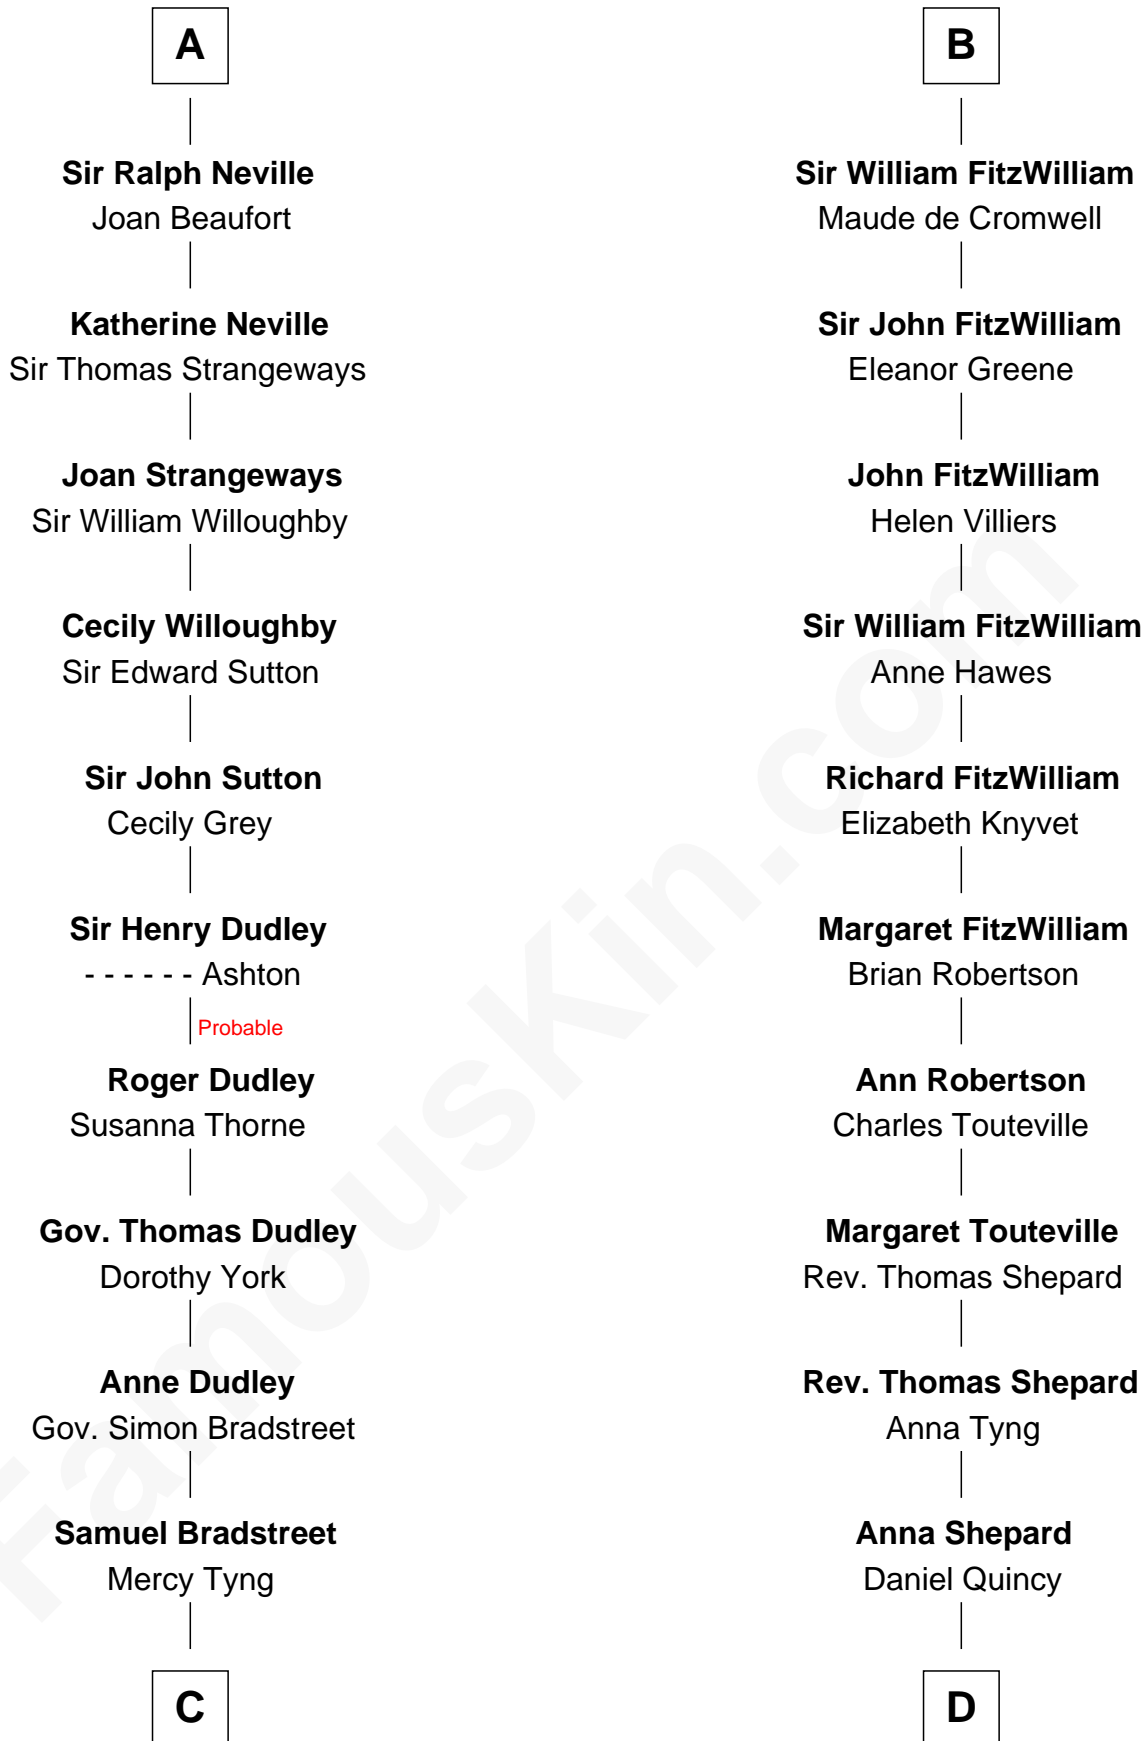 A
Sir Ralph Neville
Joan Beaufort
Katherine Neville
Sir Thomas Strangeways
Joan Strangeways
Sir William Willoughby
Cecily Willoughby
Sir Edward Sutton
Sir John Sutton
Cecily Grey
Sir Henry Dudley
- - - - - - Ashton
Probable
Roger Dudley
Susanna Thorne
Gov. Thomas Dudley
Dorothy York
Anne Dudley
Gov. Simon Bradstreet
Samuel Bradstreet
Mercy Tyng
C
B
Sir William FitzWilliam
Maude de Cromwell
Sir John FitzWilliam
Eleanor Greene
John FitzWilliam
Helen Villiers
Sir William FitzWilliam
Anne Hawes
Richard FitzWilliam
Elizabeth Knyvet
Margaret FitzWilliam
Brian Robertson
Ann Robertson
Charles Touteville
Margaret Touteville
Rev. Thomas Shepard
Rev. Thomas Shepard
Anna Tyng
Anna Shepard
Daniel Quincy
D
FamousKin.com